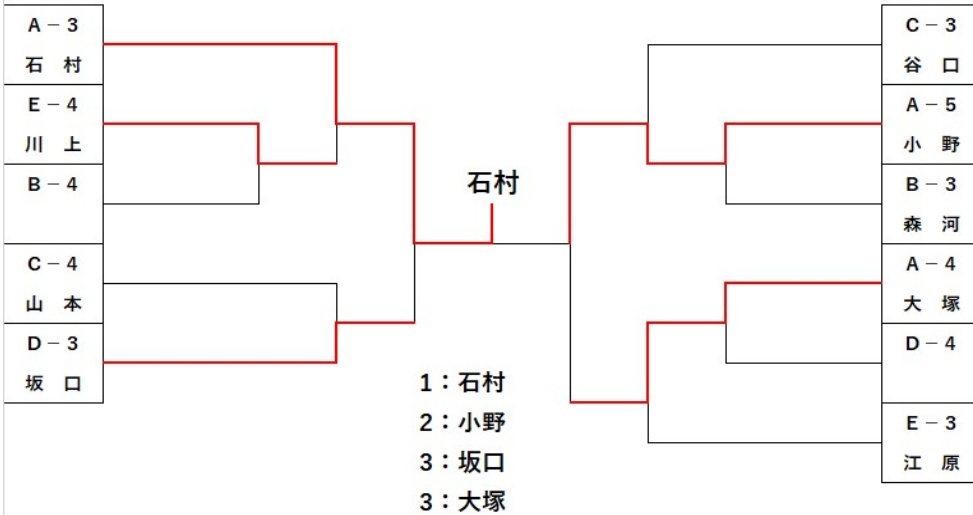 A－3
石　村
E－4
川　上
B－4
C－4
山　本
D－3
坂　口
石村
1：石村
2：小野
3：坂口
3：大塚
C－3
谷　口
A－5
小　野
B－3
森　河
A－4
大　塚
D－4
E－3
江　原